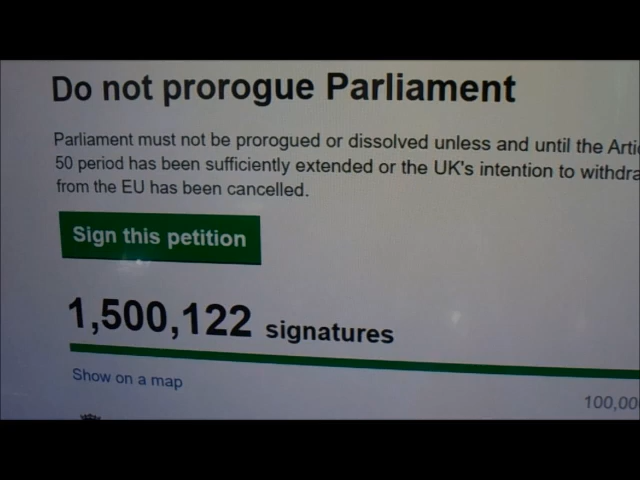 Do not prorogue Parliament
Parliament must not be prorogued or dissolved unless and until the
50 period has been sufficiently extended or the UK's intention to
from the EU has been cancelled.
Sign this petition
1,500,122 signatures
Show on a map